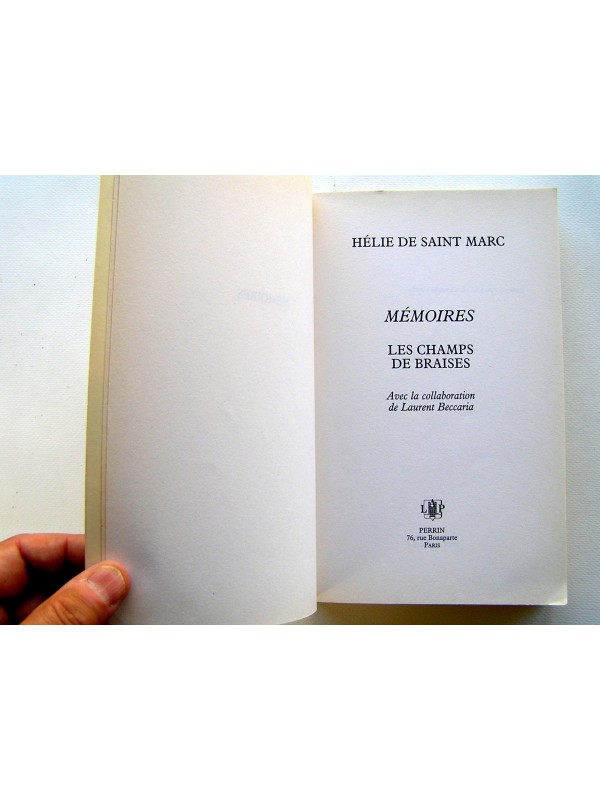 HÉLIE DE SAINT MARC
MÉMOIRES
LES CHAMPS
DE BRAISES
Avec la collaboration
de Laurent Beccaria
L P
PERRIN
76, rue Bonaparte
PARIS